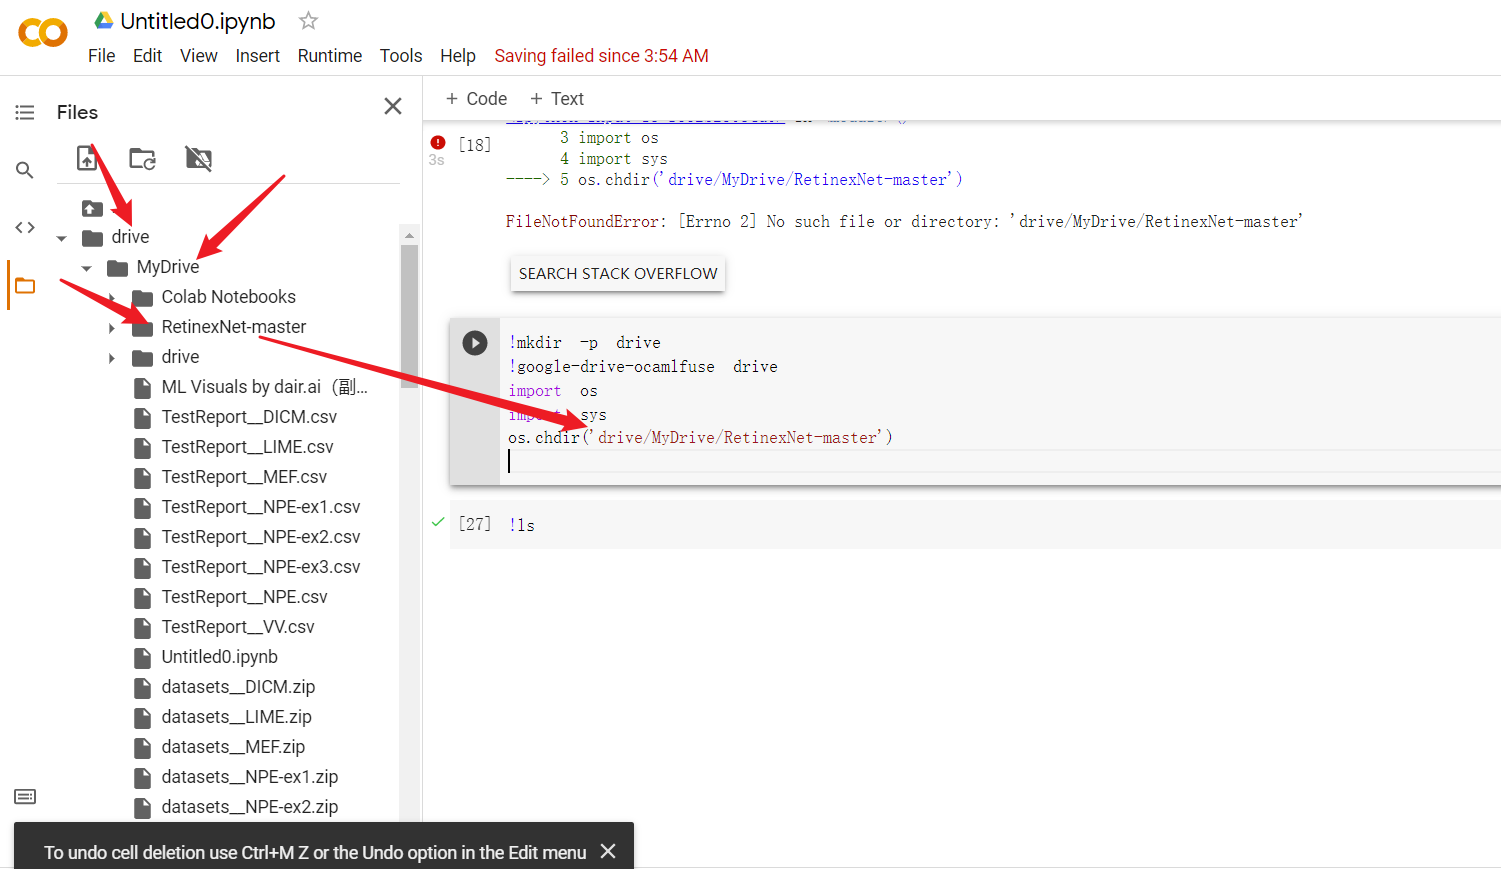 Untitled0.ipynb
File Edit View Insert Runtime Tools Help Saving failed since 3:54 AM
Files
drive
MyDrive
Colab Notebooks
RetinexNet-master
drive
ML Visuals by dair.ai（副...
TestReport__DICM.csv
TestReport__LIME.csv
TestReport__MEF.csv
TestReport__NPE-ex1.csv
TestReport__NPE-ex2.csv
TestReport__NPE-ex3.csv
TestReport__NPE.csv
TestReport__VV.csv
Untitled0.ipynb
datasets__DICM.zip
datasets__LIME.zip
datasets__MEF.zip
datasets__NPE-ex1.zip
datasets__NPE-ex2.zip
+ Code + Text
3s
[18]
3 import os
4 import sys
----> 5 os.chdir('drive/MyDrive/RetinexNet-master')
FileNotFoundError: [Errno 2] No such file or directory: 'drive/MyDrive/RetinexNet-master'
SEARCH STACK OVERFLOW
!mkdir -p drive
!google-drive-ocamlfuse drive
import os
import sys
os.chdir('drive/MyDrive/RetinexNet-master')
[27] !ls
To undo cell deletion use Ctrl+M Z or the Undo option in the Edit menu